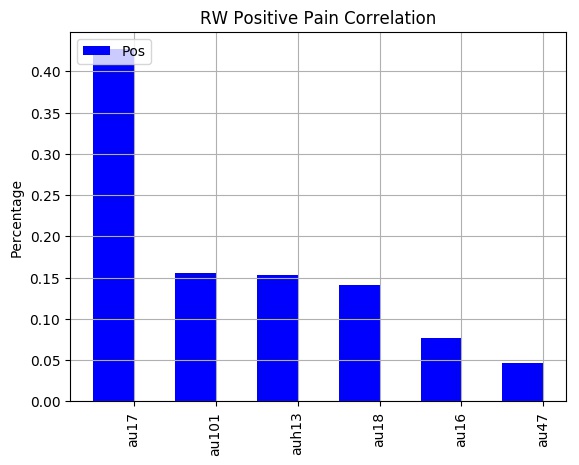 RW Positive Pain Correlation
Pos
Percentage
0.40
0.35
0.30
0.25
0.20
0.15
0.10
0.05
0.00
au17
au101
auh13
au18
au16
au47